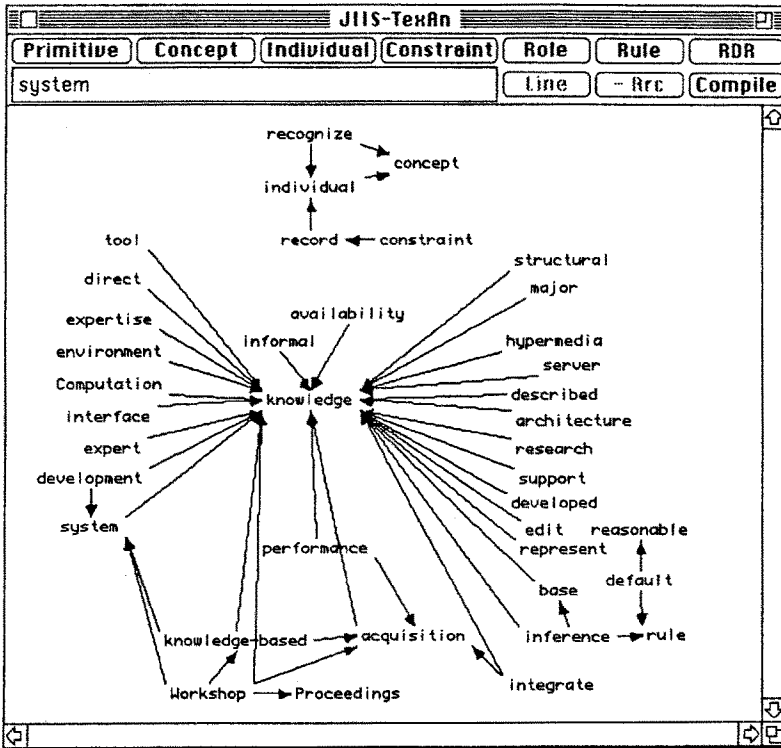 JIIS-TexAn
Primitive Concept Individual Constraint Role Rule RDR
system Line - Arc Compile
recognize
concept
individual
record constraint
tool
structural
direct
major
availability
expertise
informal
hypermedia
environment
server
Computation
knowledge
described
interface
architecture
expert
research
development
support
developed
system
edit reasonable
performance
represent
default
base
knowledge-based acquisition inference rule
integrate
Workshop Proceedings